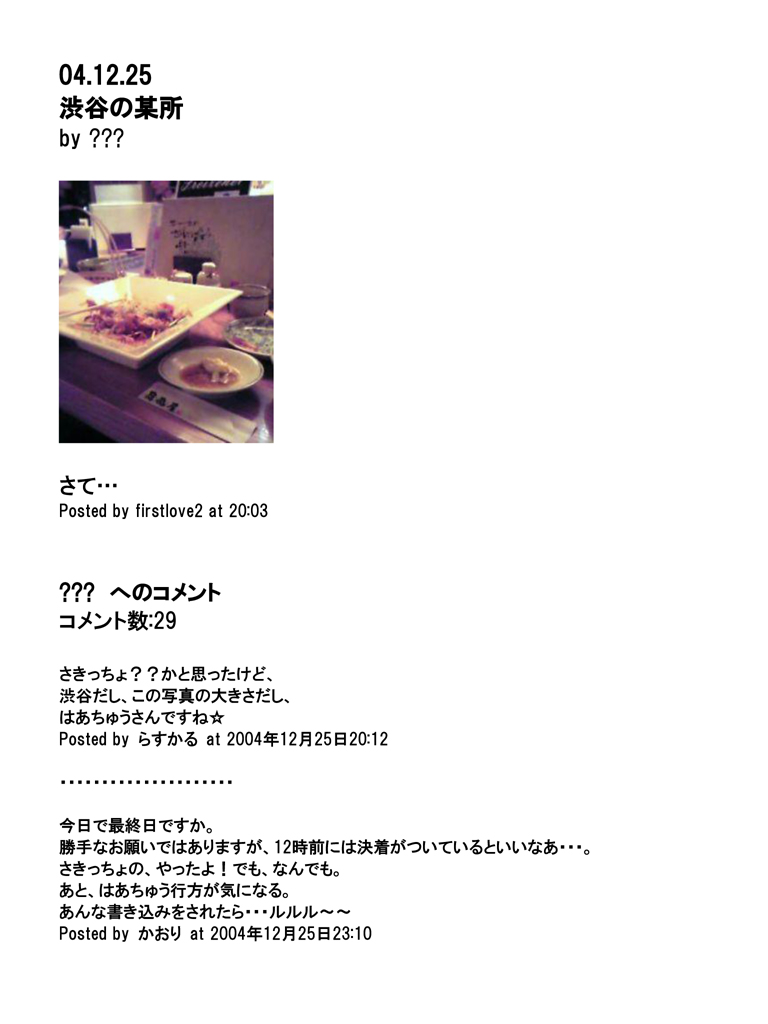 04.12.25
渋谷の某所
by ???
さて…
Posted by firstlove2 at 20:03
??? へのコメント
コメント数:29
さきっちょ？？かと思ったけど、
渋谷だし、この写真の大きさだし、
はあちゅうさんですね☆
Posted by らすかる at 2004年12月25日20:12
・・・・・・・・・・・・・・・・・・・・・
今日で最終日ですか。
勝手なお願いではありますが、12時前には決着がついているといいなあ・・・。
さきっちょの、やったよ！でも、なんでも。
あと、はあちゅう行方が気になる。
あんな書き込みをされたら・・・ルルル～～
Posted by かおり at 2004年12月25日23:10